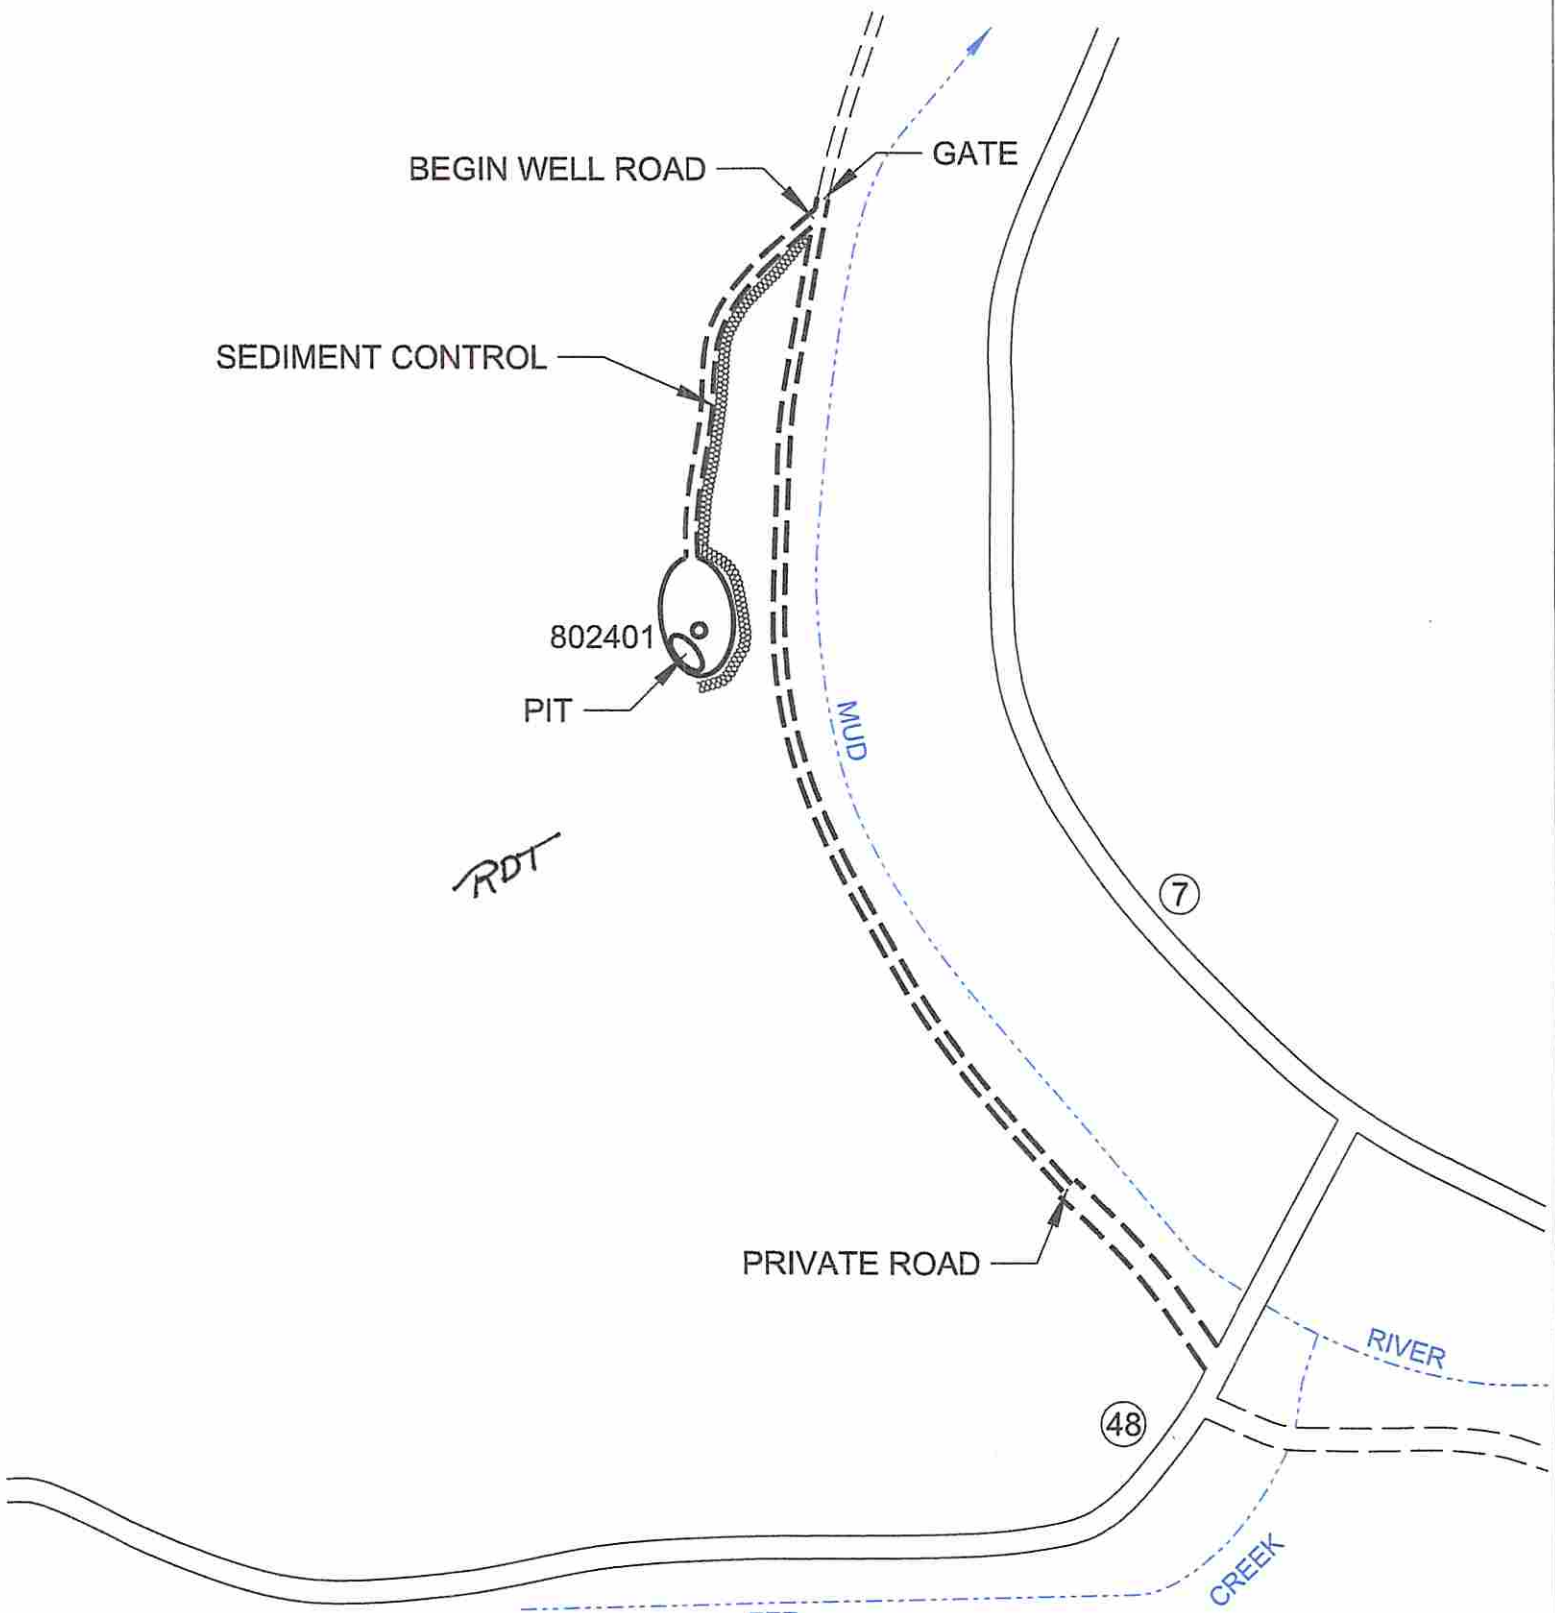 BEGIN WELL ROAD
GATE
SEDIMENT CONTROL
802401
PIT
MUD
RDT
7
PRIVATE ROAD
RIVER
48
CREEK